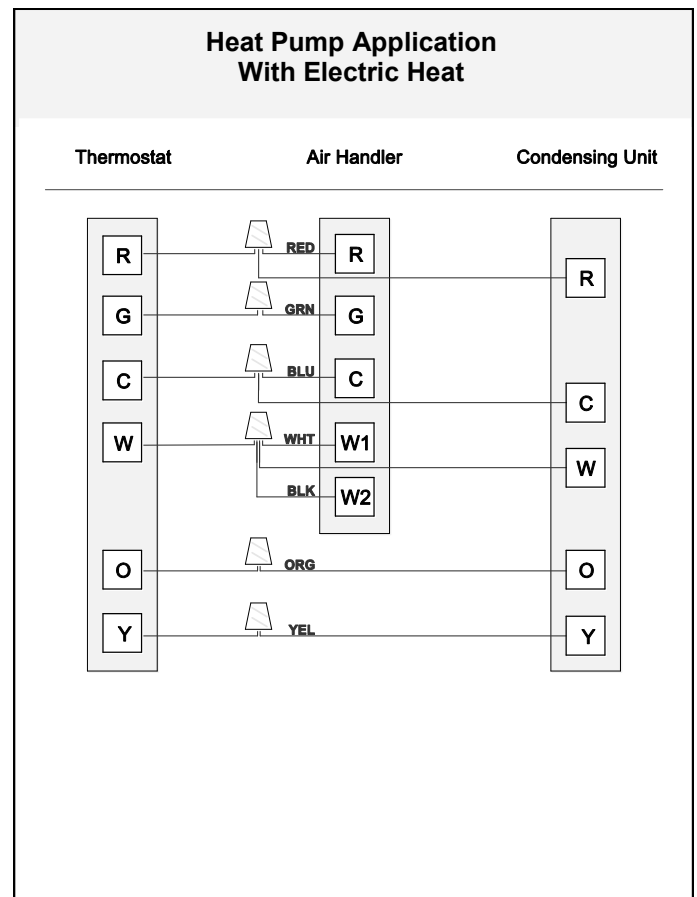 Heat Pump Application
With Electric Heat
Thermostat Air Handler Condensing Unit
R RED R
R
G GRN G
C BLU C
C
W WHT W1
W
BLK W2
O ORG O
Y YEL Y